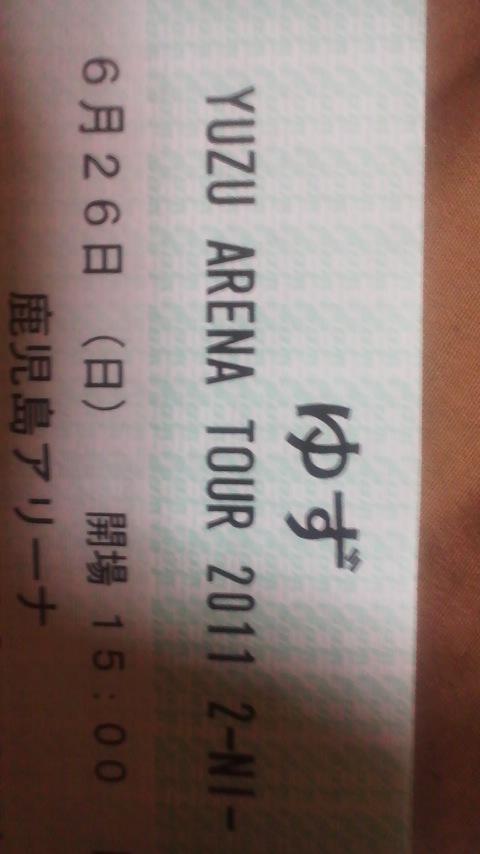 ゆず
YUZU ARENA TOUR 2011 2-NI-
６月２６日 （日） 開場 １５：００
鹿児島アリーナ